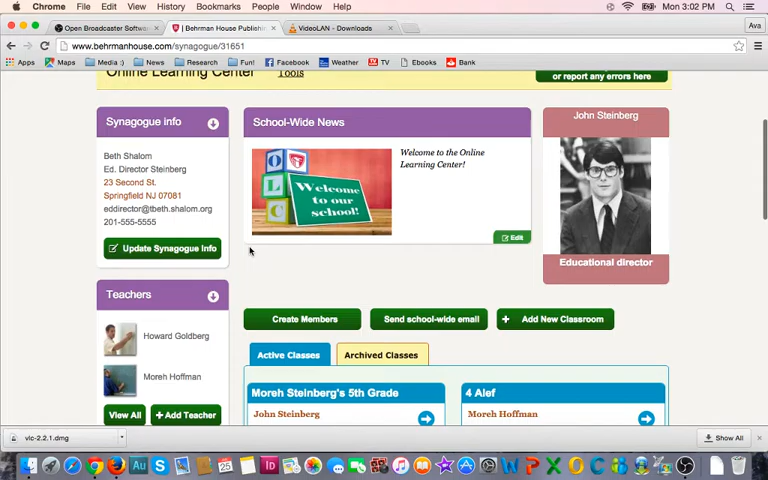 Chrome File Edit View History Bookmarks People Window Help Mon 3:02 PM
Open Broadcaster Softwar
| Behrman House Publishin
VideoLAN - Downloads
Ava
www.behrmanhouse.com/synagogue/31651
Apps Maps Media :) News Research Fun! Facebook Weather TV Ebooks Bank
Online Learning Center
Tools
or report any errors here
Synagogue info
Beth Shalom
Ed. Director Steinberg
23 Second St.
Springfield NJ 07081
eddirector@tbeth.shalom.org
201-555-5555
Update Synagogue Info
School-Wide News
OLC
Welcome
to our
school!
Welcome to the Online
Learning Center!
Edit
John Steinberg
Educational director
Teachers
Howard Goldberg
Moreh Hoffman
View All
+ Add Teacher
Create Members
Send school-wide email
+ Add New Classroom
Active Classes
Archived Classes
Moreh Steinberg's 5th Grade
John Steinberg
4 Alef
Moreh Hoffman
vlc-2.2.1.dmg
Show All